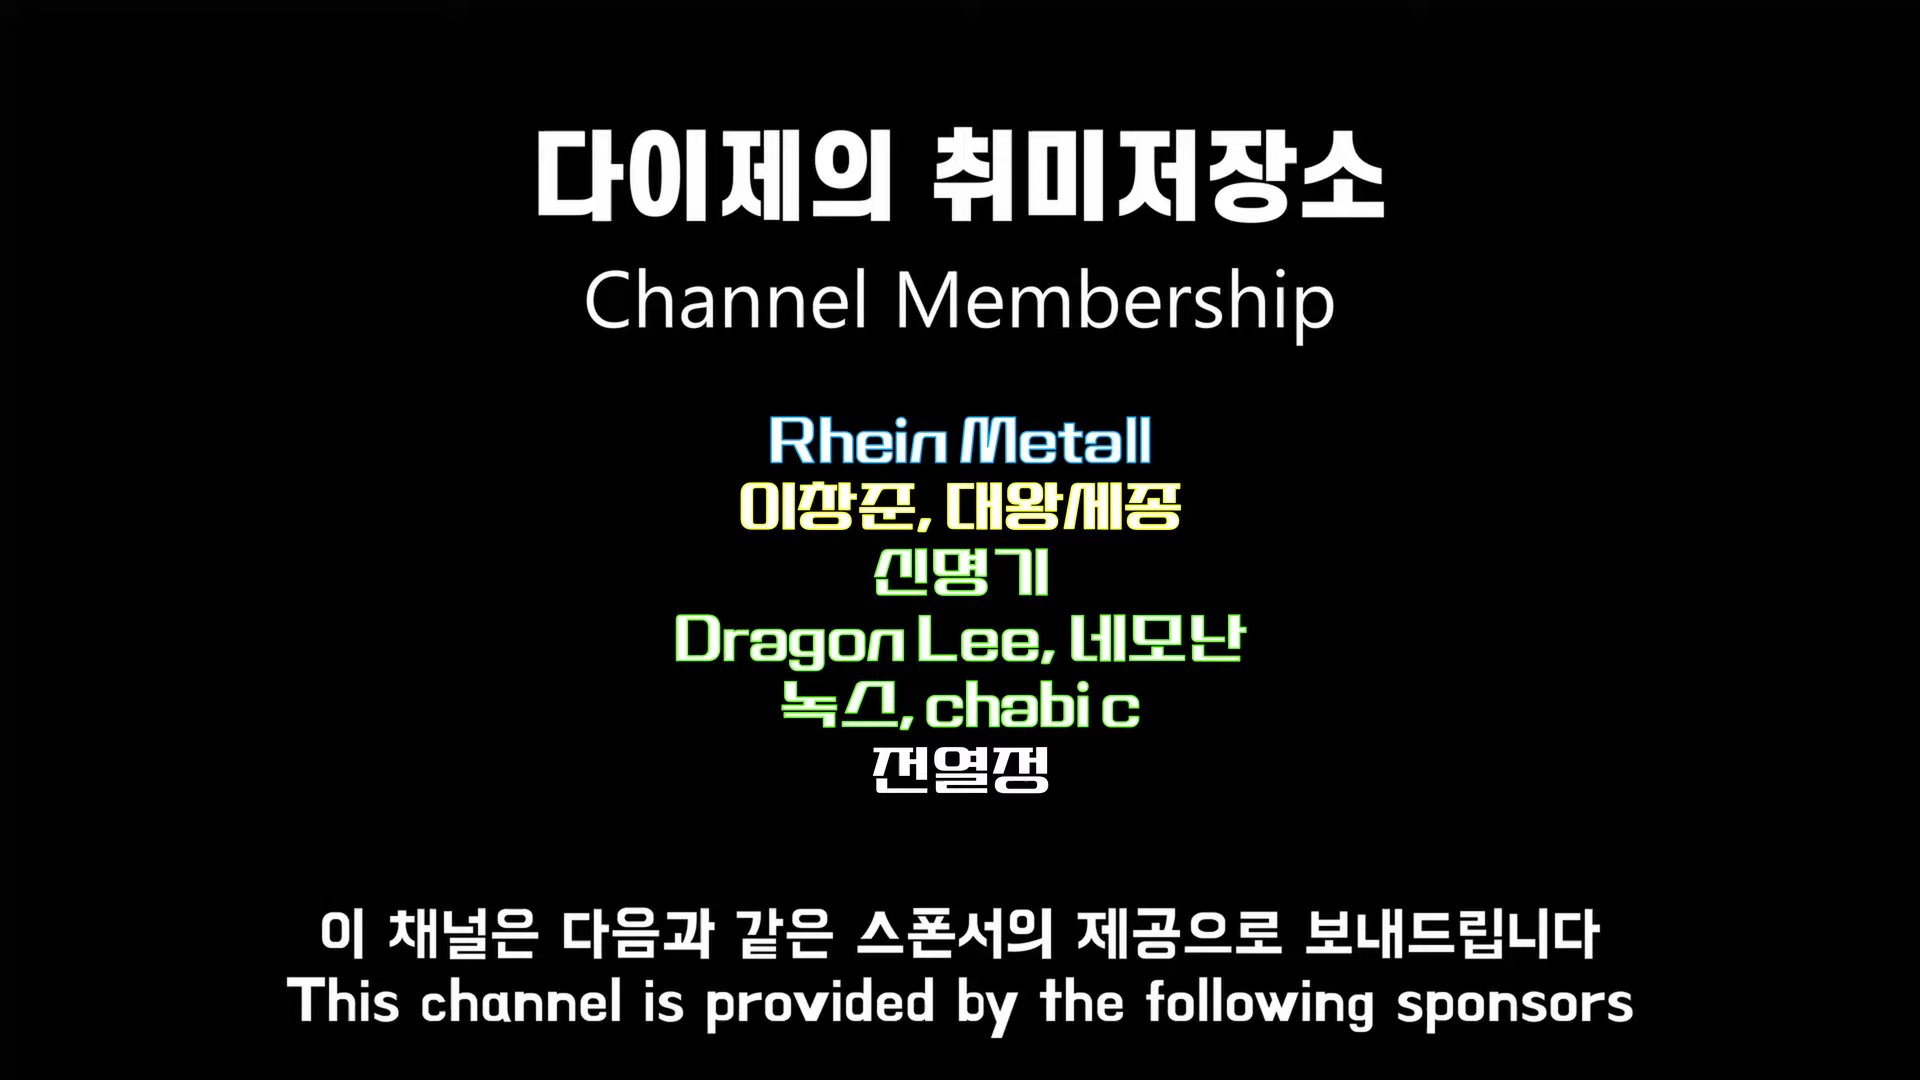 다이제의 취미저장소
Channel Membership
Rhein Metall
이창준, 대왕세종
신명기
Dragon Lee, 네모난
녹스, chabi c
전열정
이 채널은 다음과 같은 스폰서의 제공으로 보내드립니다
This channel is provided by the following sponsors